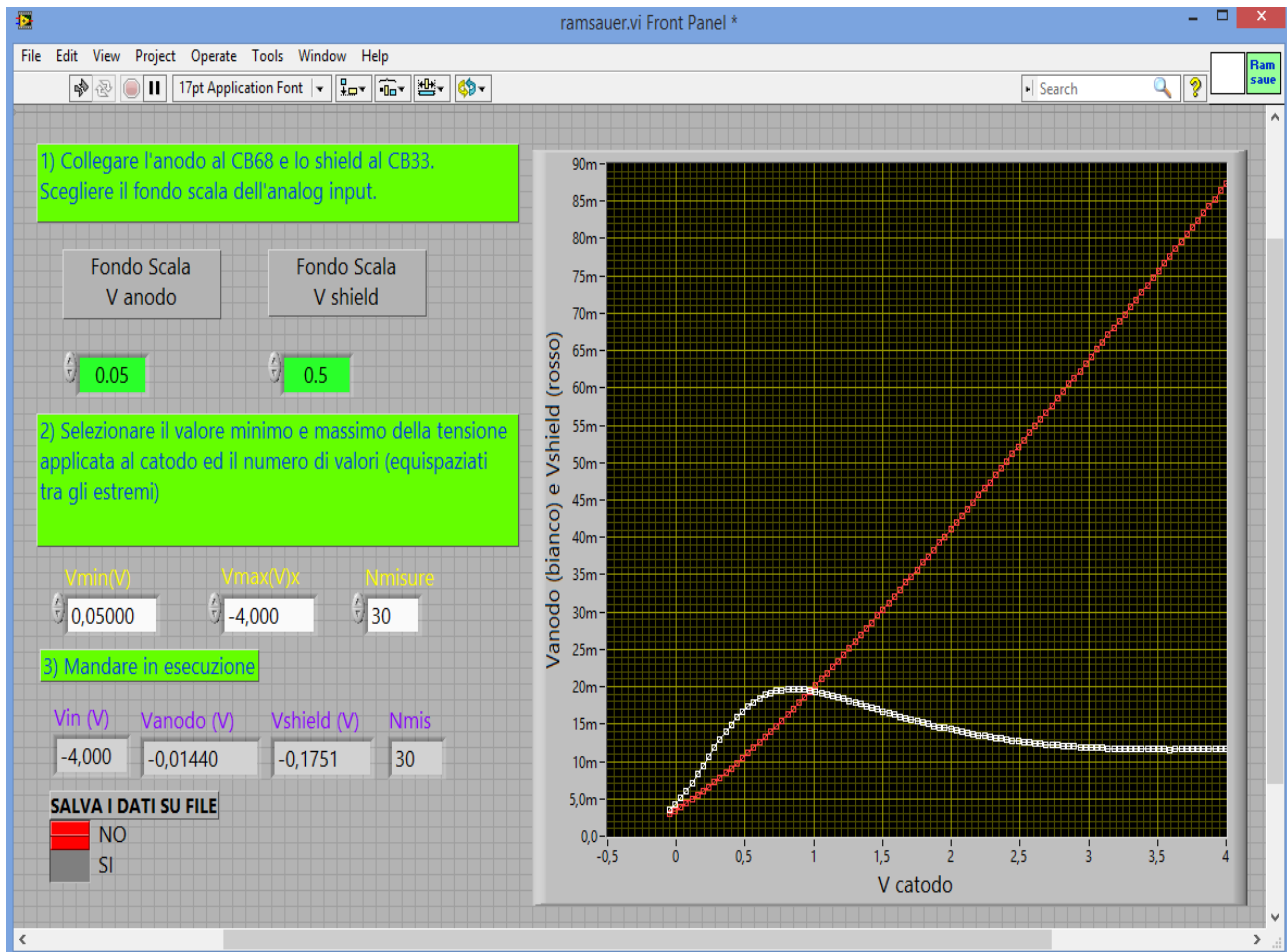 ramsauer.vi Front Panel *
File Edit View Project Operate Tools Window Help
17pt Application Font
Search
Ram
saue
1) Collegare l'anodo al CB68 e lo shield al CB33.
Scegliere il fondo scala dell'analog input.
Fondo Scala
V anodo
Fondo Scala
V shield
0.05
0.5
2) Selezionare il valore minimo e massimo della tensione
applicata al catodo ed il numero di valori (equispaziati
tra gli estremi)
Vmin(V)
Vmax(V)x
Nmisure
0,05000
-4,000
30
3) Mandare in esecuzione
Vin (V)
Vanodo (V)
Vshield (V)
Nmis
-4,000
-0,01440
-0,1751
30
SALVA I DATI SU FILE
NO
SI
Vanodo (bianco) e Vshield (rosso)
90m
85m
80m
75m
70m
65m
60m
55m
50m
45m
40m
35m
30m
25m
20m
15m
10m
5,0m
0,0
-0,5
0
0,5
1
1,5
2
2,5
3
3,5
4
V catodo